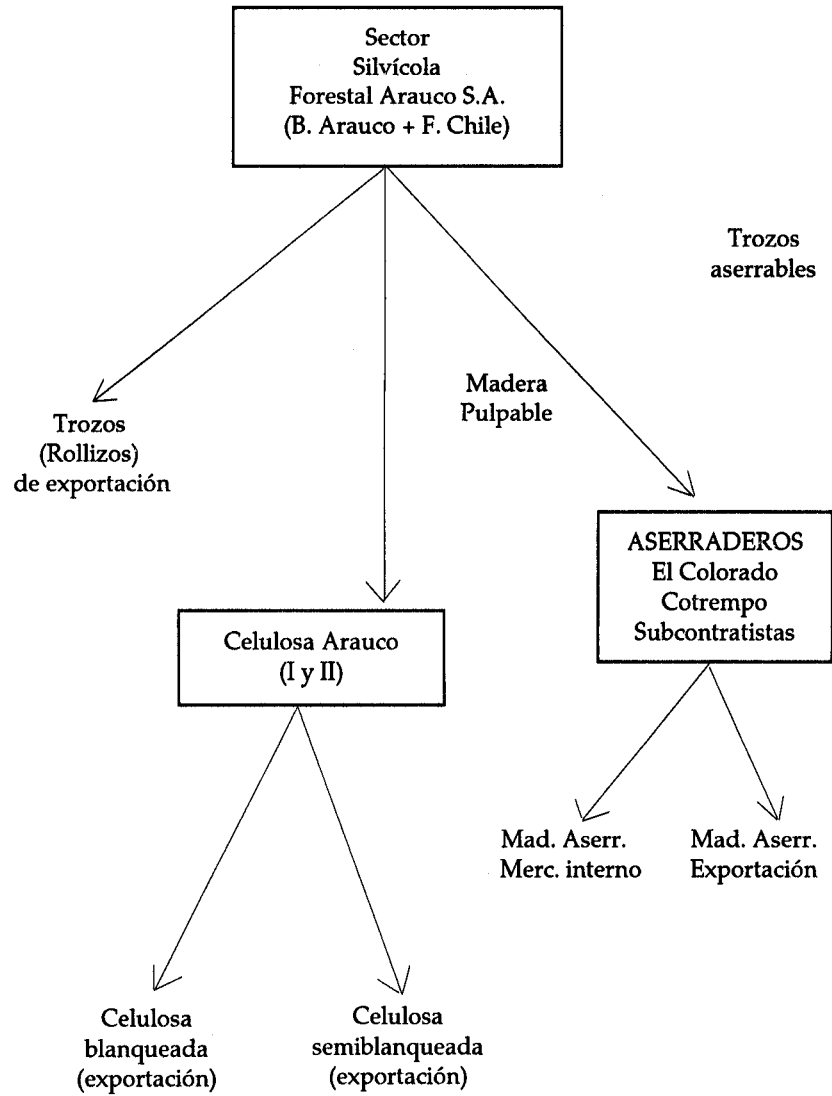 Sector
Silvícola
Forestal Arauco S.A.
(B. Arauco + F. Chile)
Trozos
aserrables
Madera
Pulpable
Trozos
(Rollizos)
de exportación
ASERRADEROS
El Colorado
Cotrempo
Subcontratistas
Celulosa Arauco
(I y II)
Mad. Aserr.
Merc. interno
Mad. Aserr.
Exportación
Celulosa
blanqueada
(exportación)
Celulosa
semiblanqueada
(exportación)